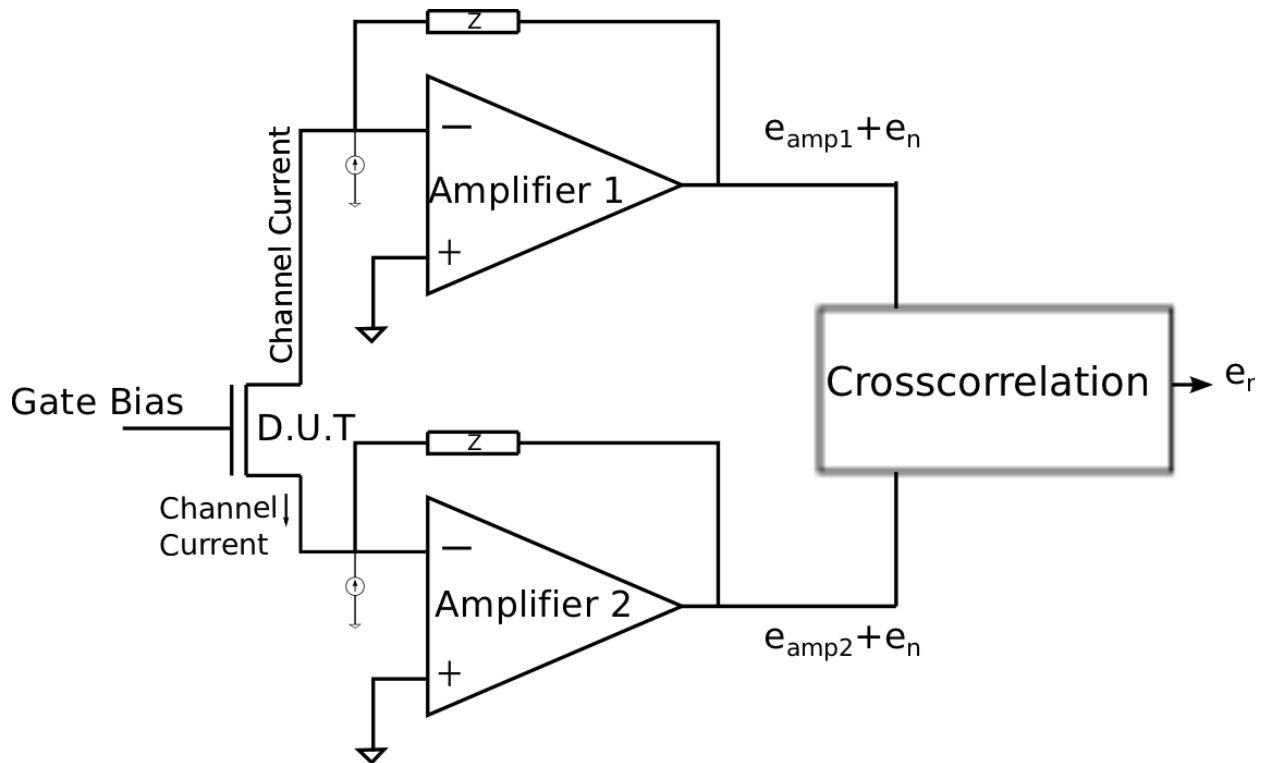 Z
e_amp1+e_n
−
Channel Current
Amplifier 1
+
Crosscorrelation
e_r
Gate Bias
D.U.T
Z
Channel
Current
−
Amplifier 2
e_amp2+e_n
+